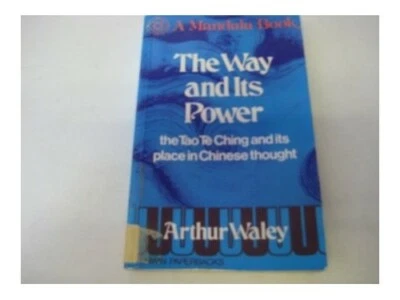 A Mandala Book
The Way
and Its
Power
the Tao Te Ching and its
place in Chinese thought
Arthur Waley
PAPERBACKS